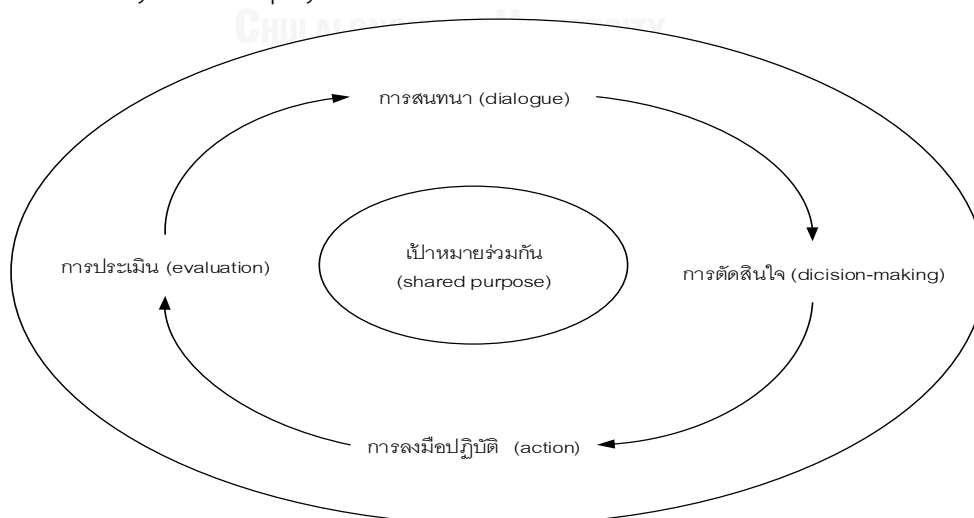 การสนทนา (dialogue)
เป้าหมายร่วมกัน
(shared purpose)
การประเมิน (evaluation)
การตัดสินใจ (dicision-making)
การลงมือปฏิบัติ (action)